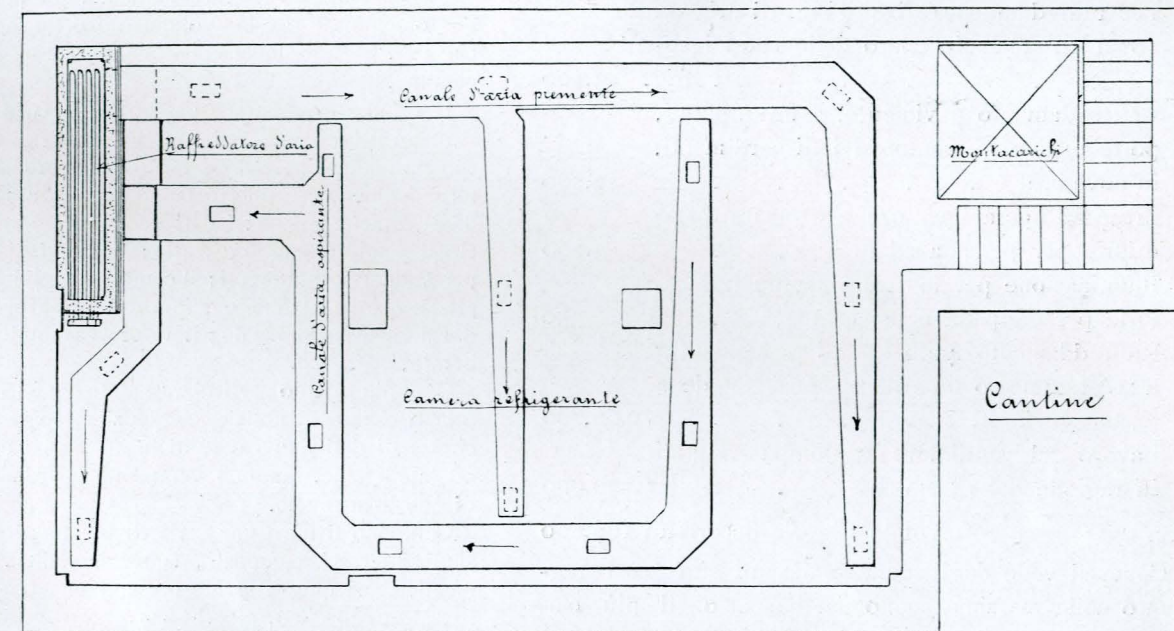 Canale d'aria premente
Raffreddatore d'aria
Montacarichi
Canale d'aria aspirante
Camera refrigerante
Cantine